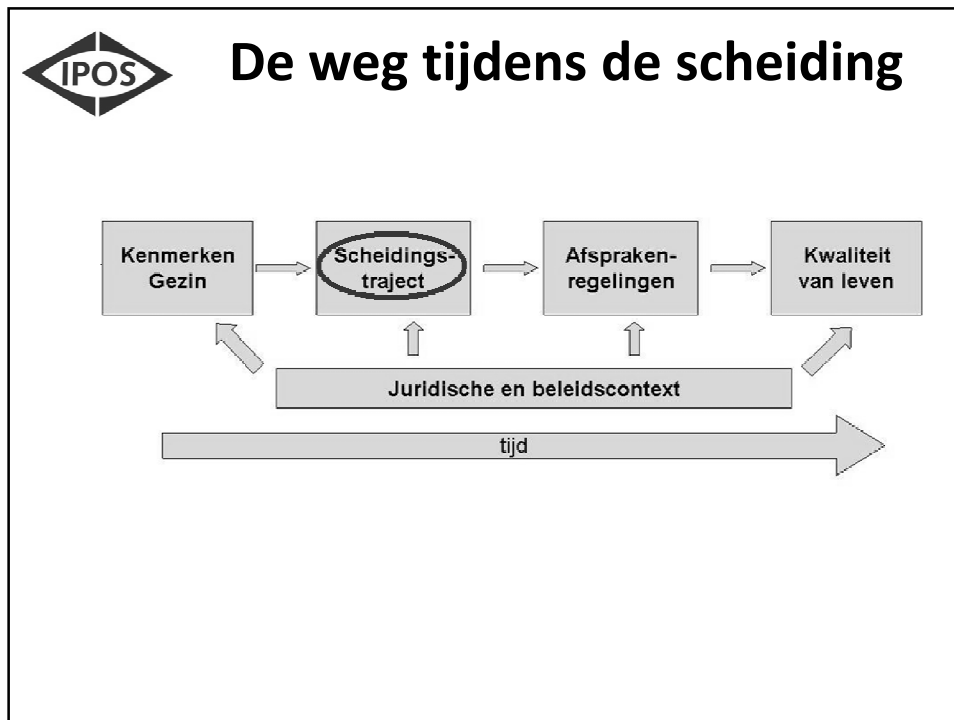 IPOS
De weg tijdens de scheiding
Kenmerken
Gezin
Scheidings-
traject
Afspraken-
regelingen
Kwaliteit
van leven
Juridische en beleidscontext
tijd